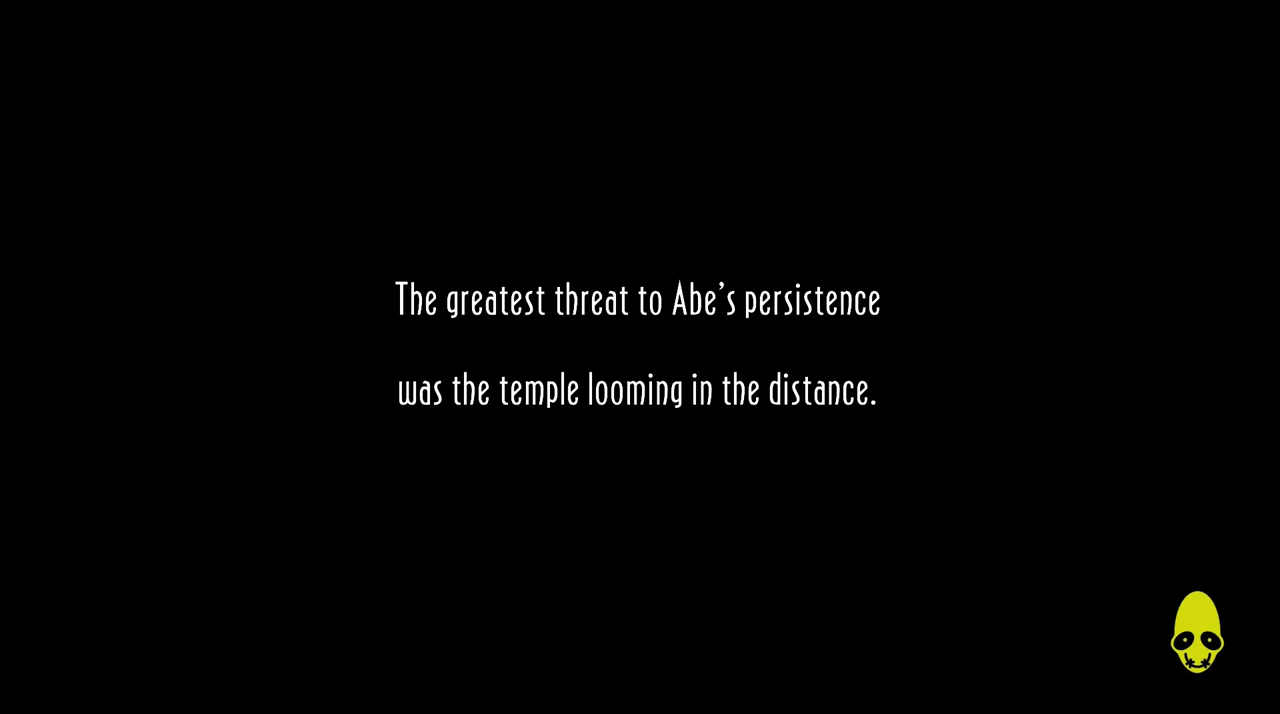 The greatest threat to Abe’s persistence
was the temple looming in the distance.